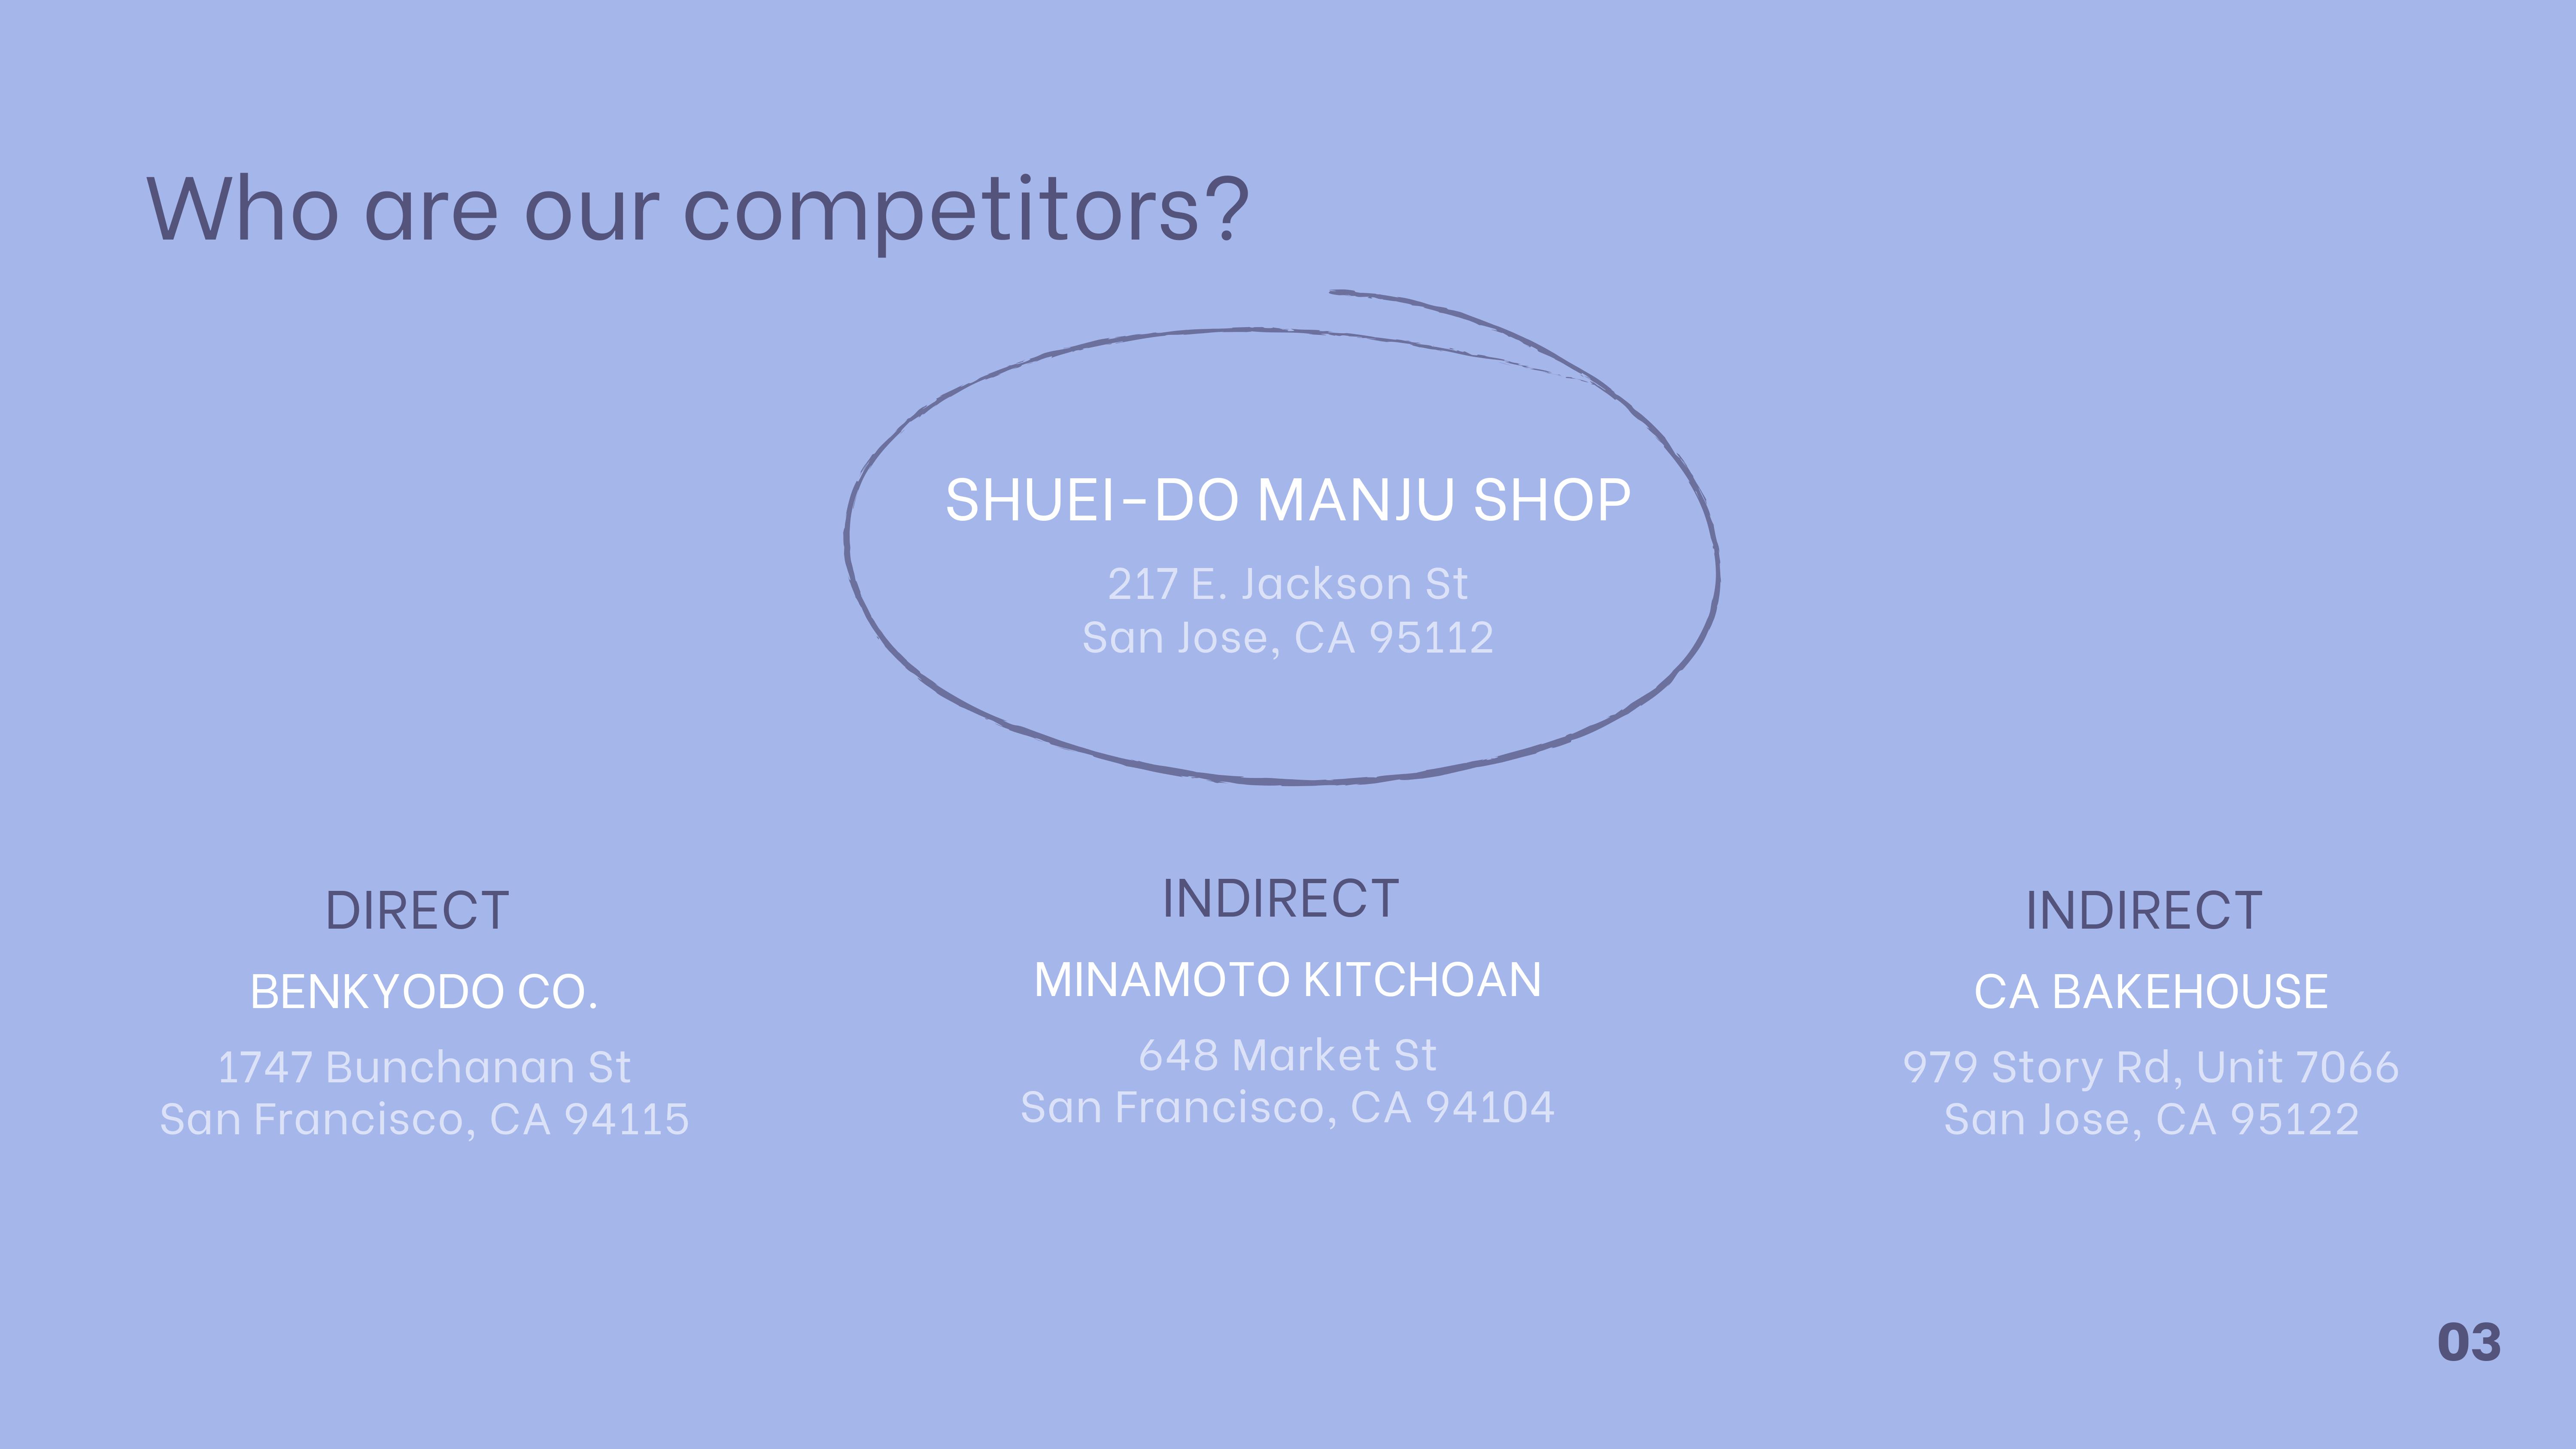 Who are our competitors?
SHUEI-DO MANJU SHOP
217 E. Jackson St
San Jose, CA 95112
DIRECT
BENKYODO CO.
1747 Bunchanan St
San Francisco, CA 94115
INDIRECT
MINAMOTO KITCHOAN
648 Market St
San Francisco, CA 94104
INDIRECT
CA BAKEHOUSE
979 Story Rd, Unit 7066
San Jose, CA 95122
03